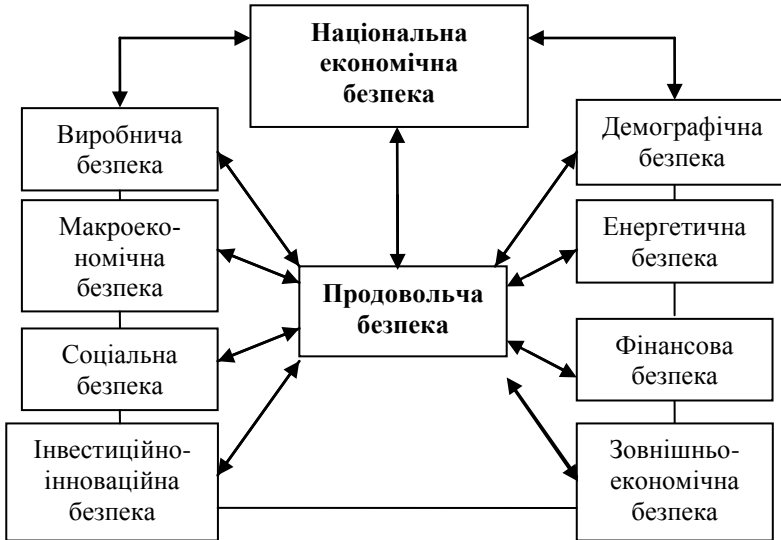 Національна
економічна
безпека
Виробнича
безпека
Макроеко-
номічна
безпека
Соціальна
безпека
Інвестиційно-
інноваційна
безпека
Продовольча
безпека
Демографічна
безпека
Енергетична
безпека
Фінансова
безпека
Зовнішньо-
економічна
безпека